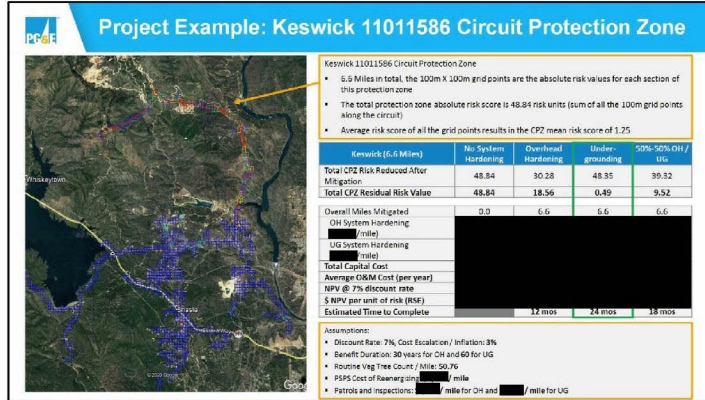 PG&E
Project Example: Keswick 11011586 Circuit Protection Zone
Keswick 11011586 Circuit Protection Zone
▪ 6.6 Miles in total, the 100m X 100m grid points are the absolute risk values for each section of
this protection zone
▪ The total protection zone absolute risk score is 48.84 risk units (sum of all the 100m grid points
along the circuit)
▪ Average risk score of all the grid points results in the CPZ mean risk of 1.25
Keswick (6.6 Miles) No System Hardening Overhead Hardening Under-grounding 50%-50% OH / UG
Total CPZ Risk Reduced After Mitigation 48.84 30.28 48.35 39.32
Total CPZ Residual Risk Value 48.84 18.56 0.49 9.52
Overall Miles Mitigated 0.0 6.6 6.6 6.6
OH System Hardening
/mile)
UG System Hardening
/mile)
Total Capital Cost
Average O&M Cost (per year)
NPV @ 7% discount rate
$ NPV per unit of risk (RSE)
Estimated Time to Complete 12 mos 24 mos 18 mos
Assumptions:
▪ Discount Rate: 7%, Cost Escalation / Inflation: 3%
▪ Benefit Duration: 30 years for OH and 60 for UG
▪ Routine Veg Tree Count / Mile: 50.76
▪ PSPS Cost of Reenergizing / mile
▪ Patrols and Inspections: / mile for OH and / mile for UG
Whiskeytown
Shasta
©2020 Google
Goog